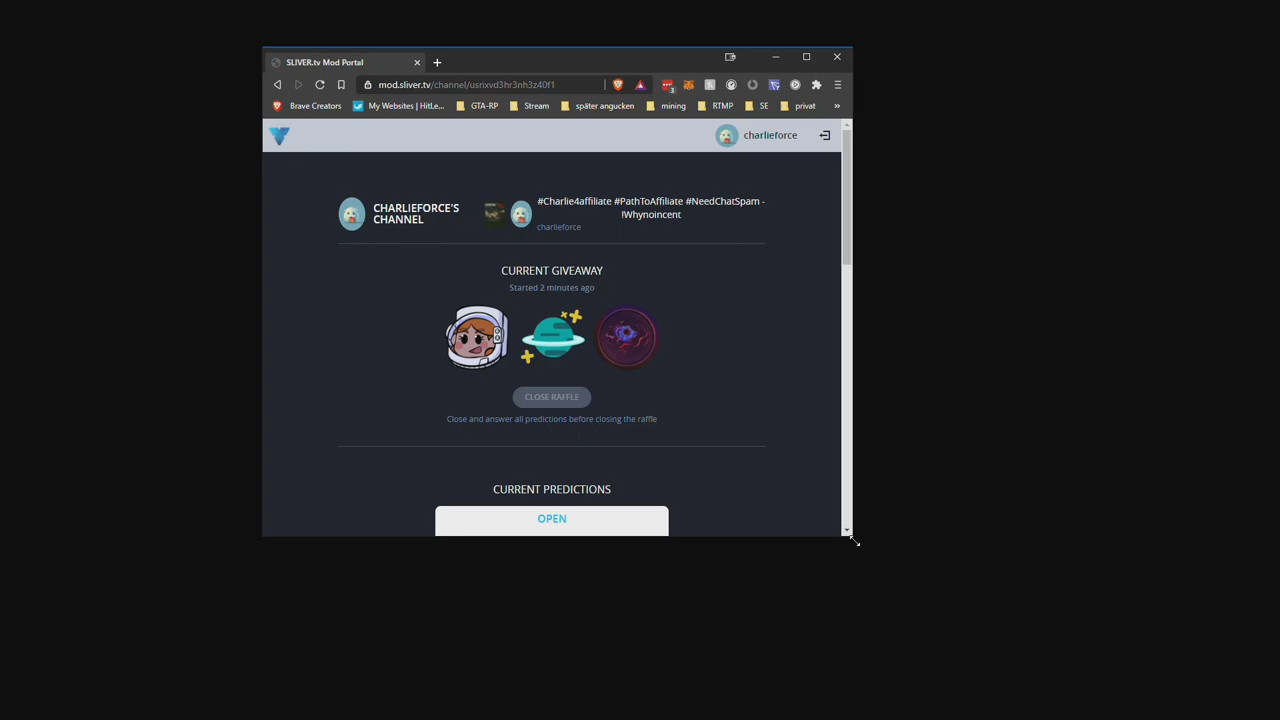 SLIVER.tv Mod Portal
mod.sliver.tv/channel/usrixvd3hr3nh3z40f1
3
Brave Creators
My Websites | HitLe...
GTA-RP
Stream
später angucken
mining
RTMP
SE
privat
»
charlieforce
CHARLIEFORCE'S
CHANNEL
#Charlie4affiliate #PathToAffiliate #NeedChatSpam -
!Whynoincent
charlieforce
CURRENT GIVEAWAY
Started 2 minutes ago
CLOSE RAFFLE
Close and answer all predictions before closing the raffle
CURRENT PREDICTIONS
OPEN